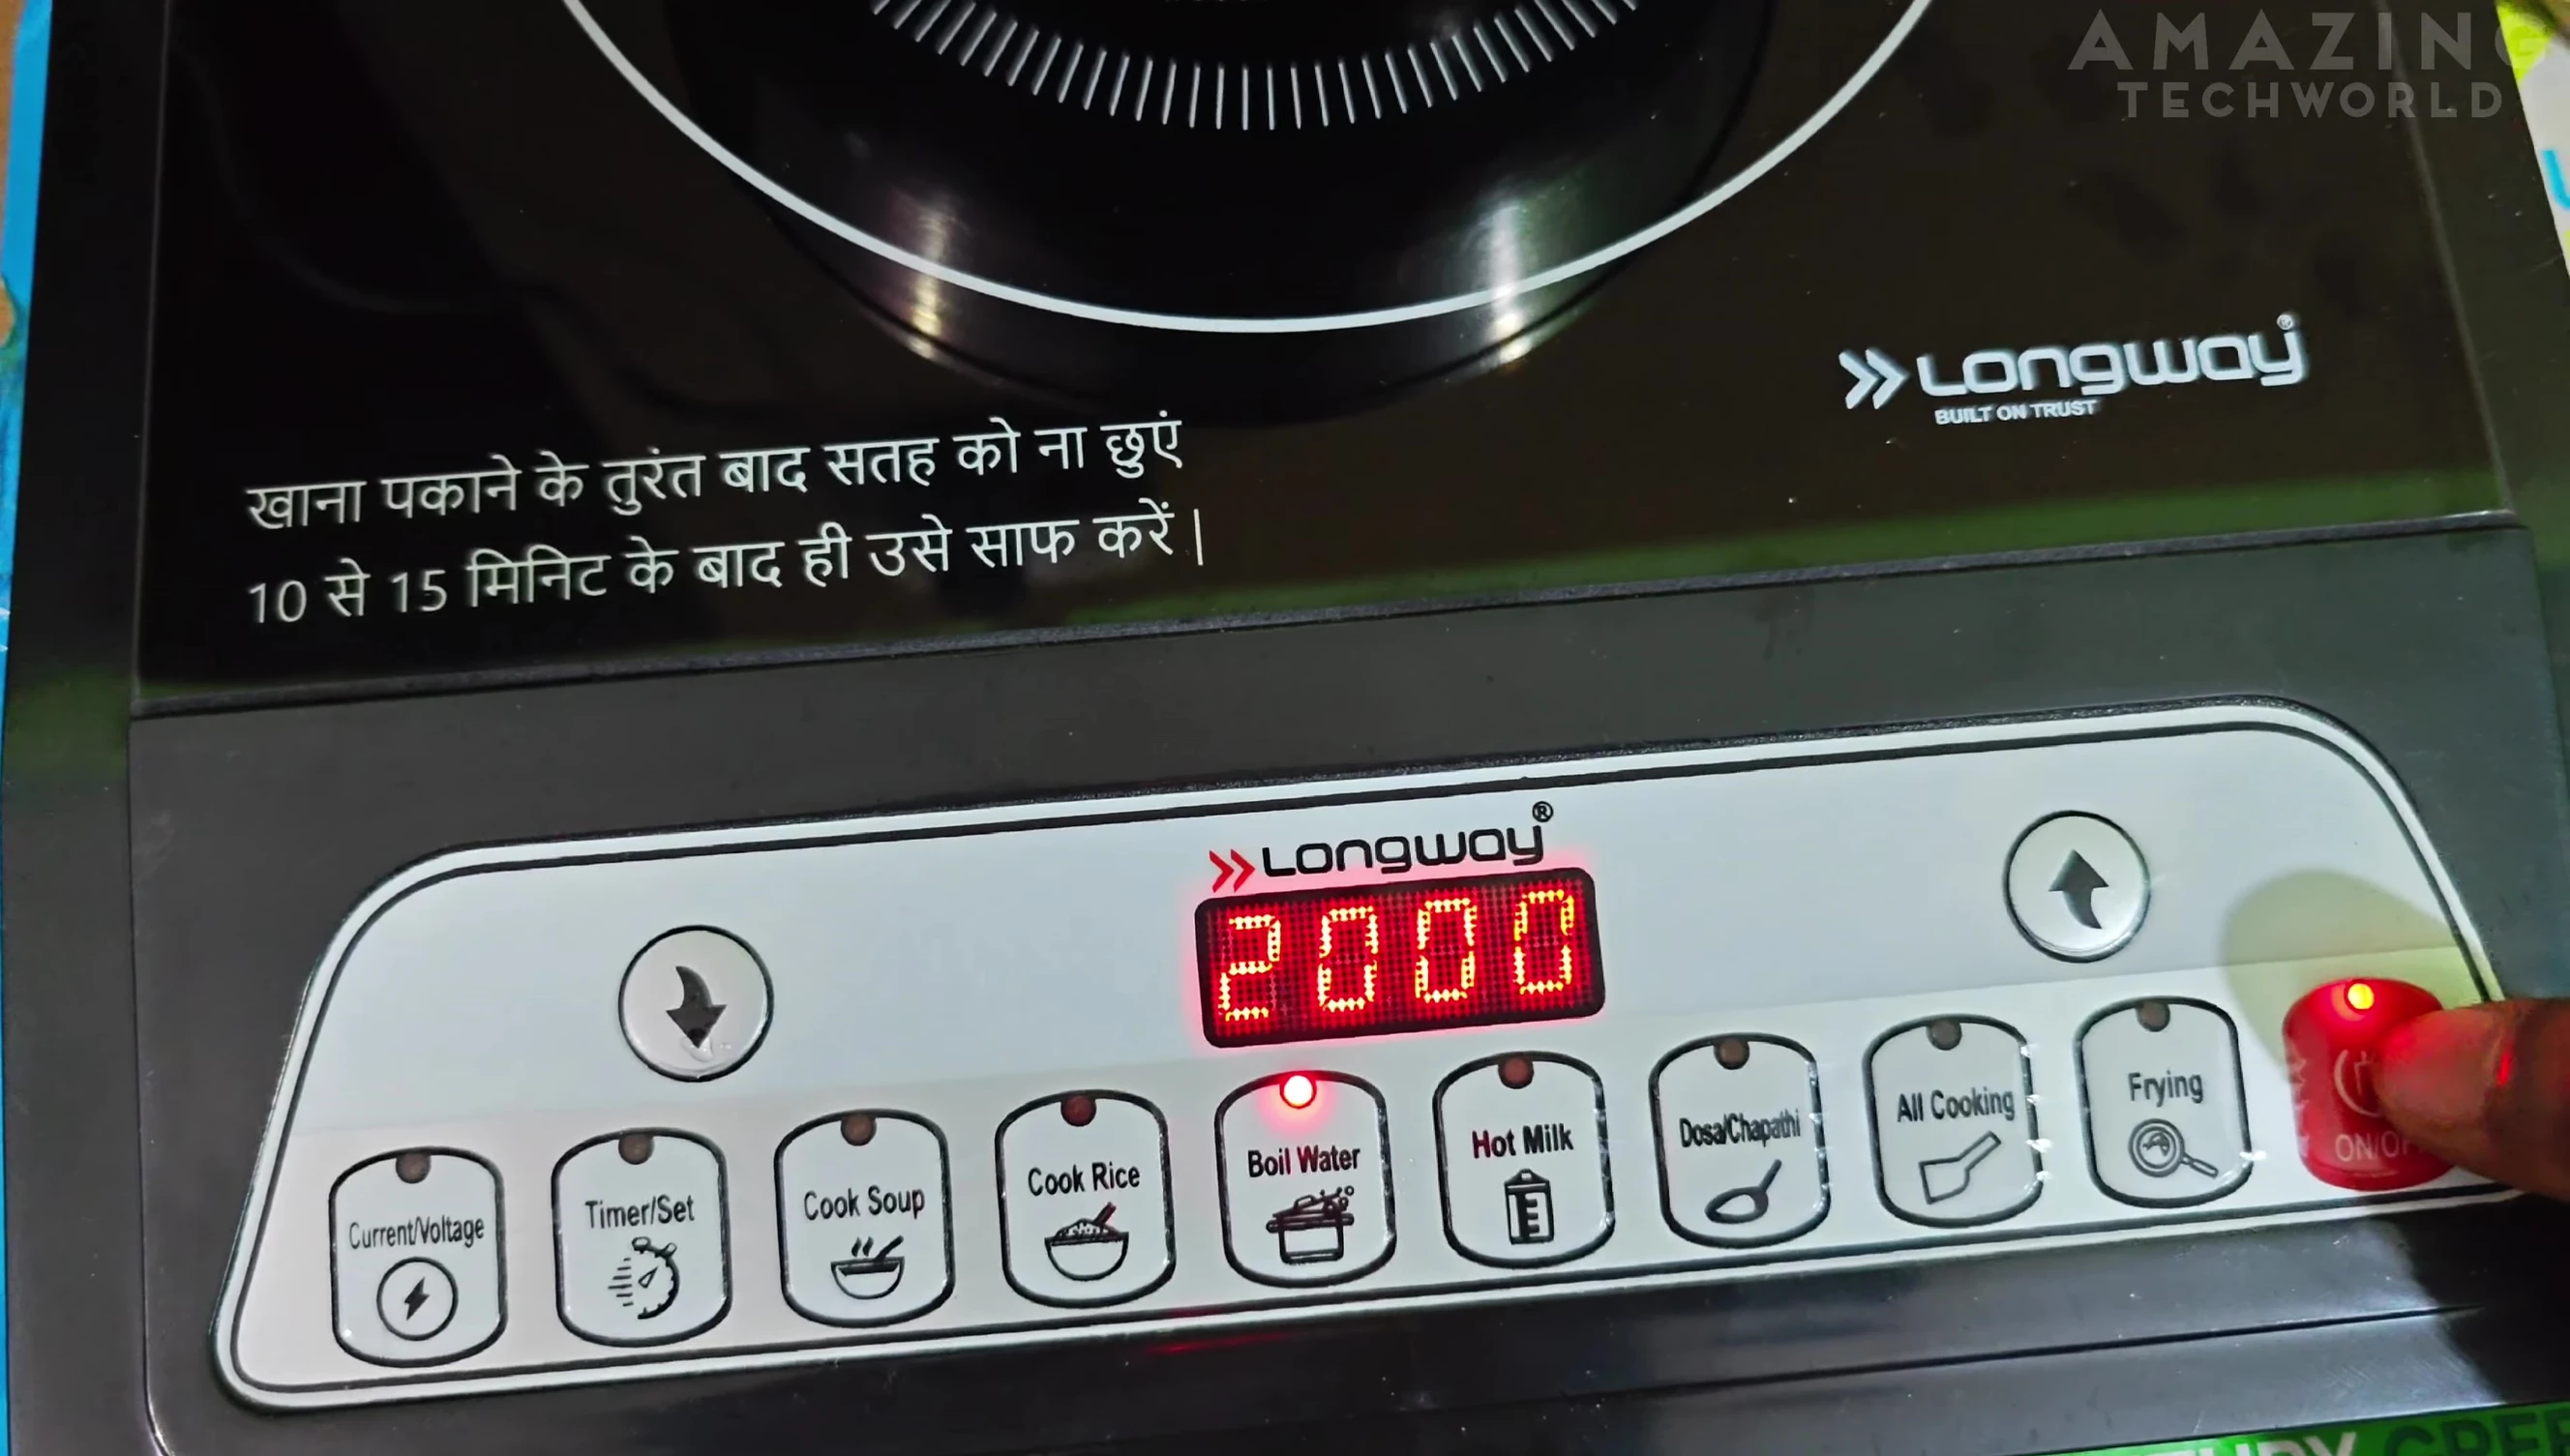 AMAZING
TECHWORLD
Longway®
BUILT ON TRUST
खाना पकाने के तुरंत बाद सतह को ना छुएं
10 से 15 मिनिट के बाद ही उसे साफ करें |
Longway®
2000
Current/Voltage
Timer/Set
Cook Soup
Cook Rice
Boil Water
Hot Milk
Dosa/Chapathi
All Cooking
Frying